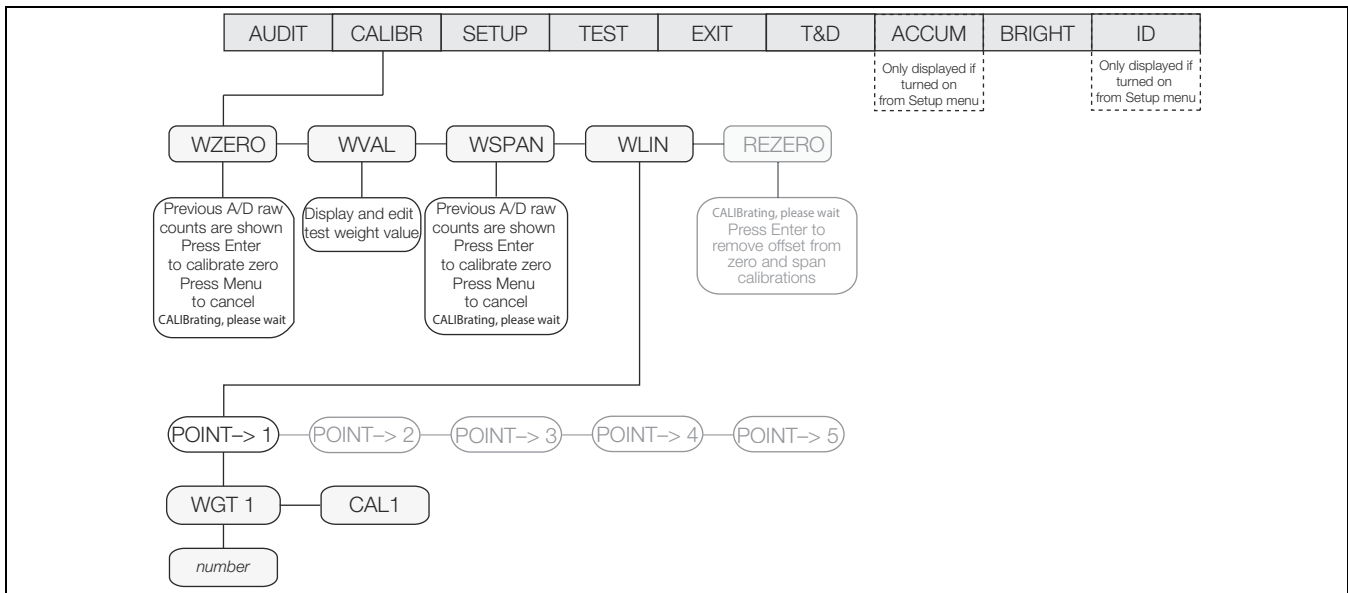 AUDIT CALIBR SETUP TEST EXIT T&D ACCUM BRIGHT ID
Only displayed if
turned on
from Setup menu
Only displayed if
turned on
from Setup menu
WZERO WVAL WSPAN WLIN REZERO
Previous A/D raw
counts are shown
Press Enter
to calibrate zero
Press Menu
to cancel
CALIBrating, please wait
Display and edit
test weight value
Previous A/D raw
counts are shown
Press Enter
to calibrate zero
Press Menu
to cancel
CALIBrating, please wait
CALIBrating, please wait
Press Enter to
remove offset from
zero and span
calibrations
POINT–> 1 POINT–> 2 POINT–> 3 POINT–> 4 POINT–> 5
WGT 1 CAL1
number